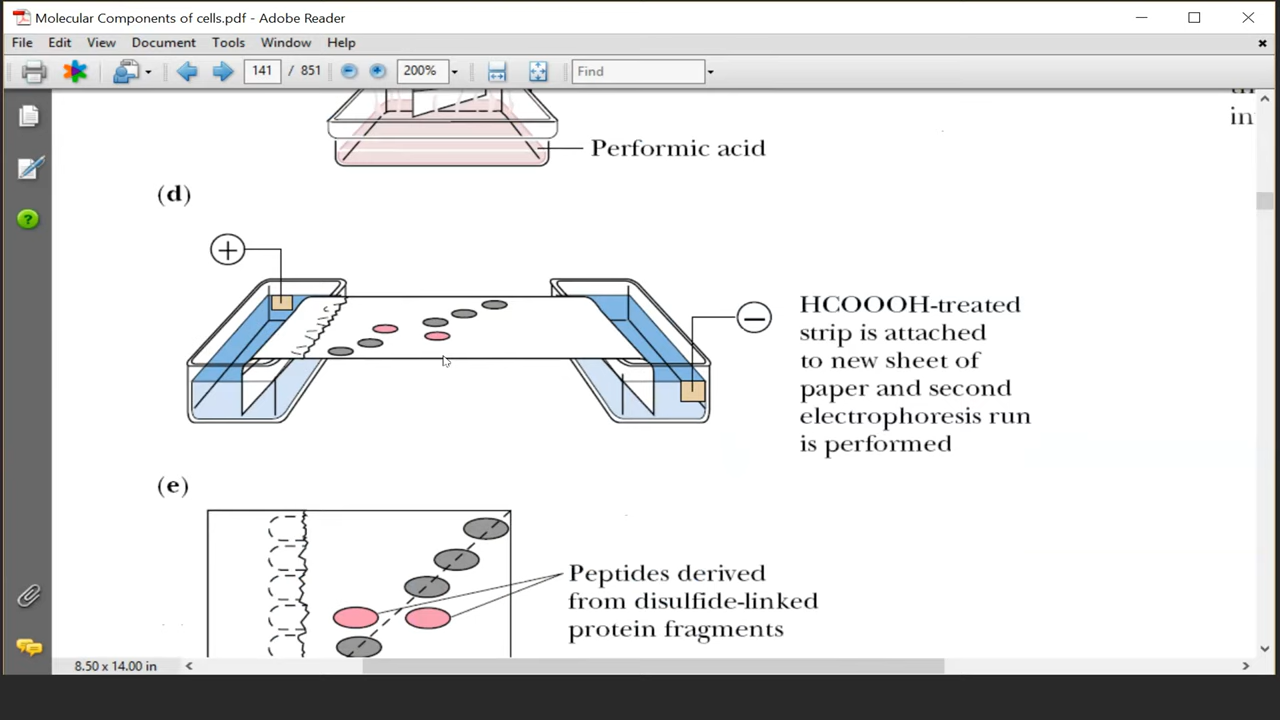 Molecular Components of cells.pdf - Adobe Reader
File Edit View Document Tools Window Help
141 / 851 200% Find
in
Performic acid
(d)
+
−
HCOOOH-treated
strip is attached
to new sheet of
paper and second
electrophoresis run
is performed
(e)
Peptides derived
from disulfide-linked
protein fragments
8.50 x 14.00 in